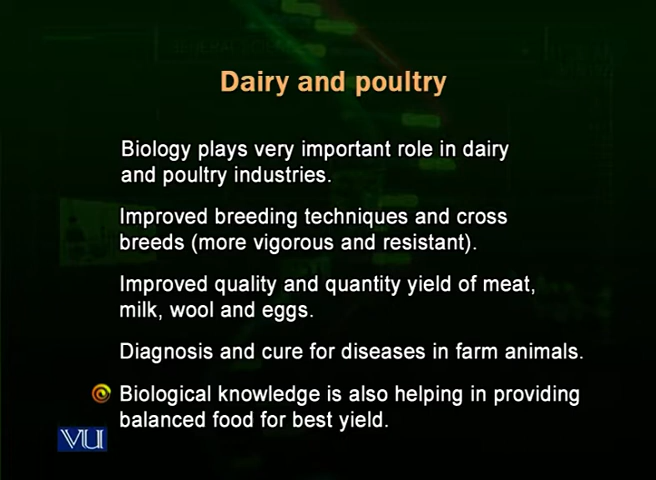 Dairy and poultry
Biology plays very important role in dairy
and poultry industries.
Improved breeding techniques and cross
breeds (more vigorous and resistant).
Improved quality and quantity yield of meat,
milk, wool and eggs.
Diagnosis and cure for diseases in farm animals.
Biological knowledge is also helping in providing
balanced food for best yield.
VU